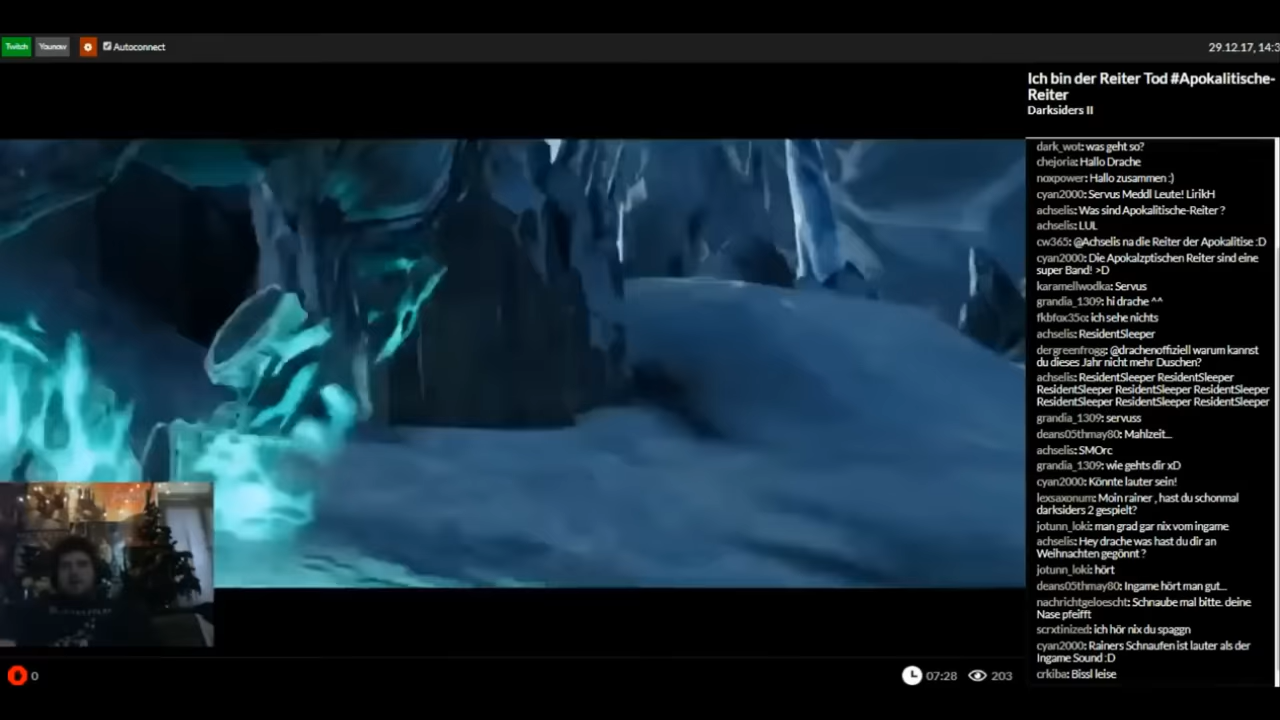 Twitch Younow Autoconnect 29.12.17, 14:3
Ich bin der Reiter Tod #Apokalitische-
Reiter
Darksiders II
dark_wot: was geht so?
chejoria: Hallo Drache
noxpower: Hallo zusammen :)
cyan2000: Servus Meddl Leute! LirikH
achselis: Was sind Apokalitische-Reiter ?
achselis: LUL
cw365: @Achselis na die Reiter der Apokalitise :D
cyan2000: Die Apokalzptischen Reiter sind eine
super Band! >D
karamellwodka: Servus
grandia_1309: hi drache ^^
fkbfox35o: ich sehe nichts
achselis: ResidentSleeper
dergreenfrogg: @drachenoffiziell warum kannst
du dieses Jahr nicht mehr Duschen?
achselis: ResidentSleeper ResidentSleeper
ResidentSleeper ResidentSleeper ResidentSleeper
ResidentSleeper ResidentSleeper ResidentSleeper
grandia_1309: servuss
deans05thmay80: Mahlzeit...
achselis: SMOrc
grandia_1309: wie gehts dir xD
cyan2000: Könnte lauter sein!
lexsaxonum: Moin rainer , hast du schonmal
darksiders 2 gespielt?
jotunn_loki: man grad gar nix vom ingame
achselis: Hey drache was hast du dir an
Weihnachten gegönnt ?
jotunn_loki: hört
deans05thmay80: Ingame hört man gut...
nachrichtgeloescht: Schnaube mal bitte. deine
Nase pfeifft
scrxtinized: ich hör nix du spaggn
cyan2000: Rainers Schnaufen ist lauter als der
Ingame Sound :D
crkiba: Bissl leise
0 07:28 203